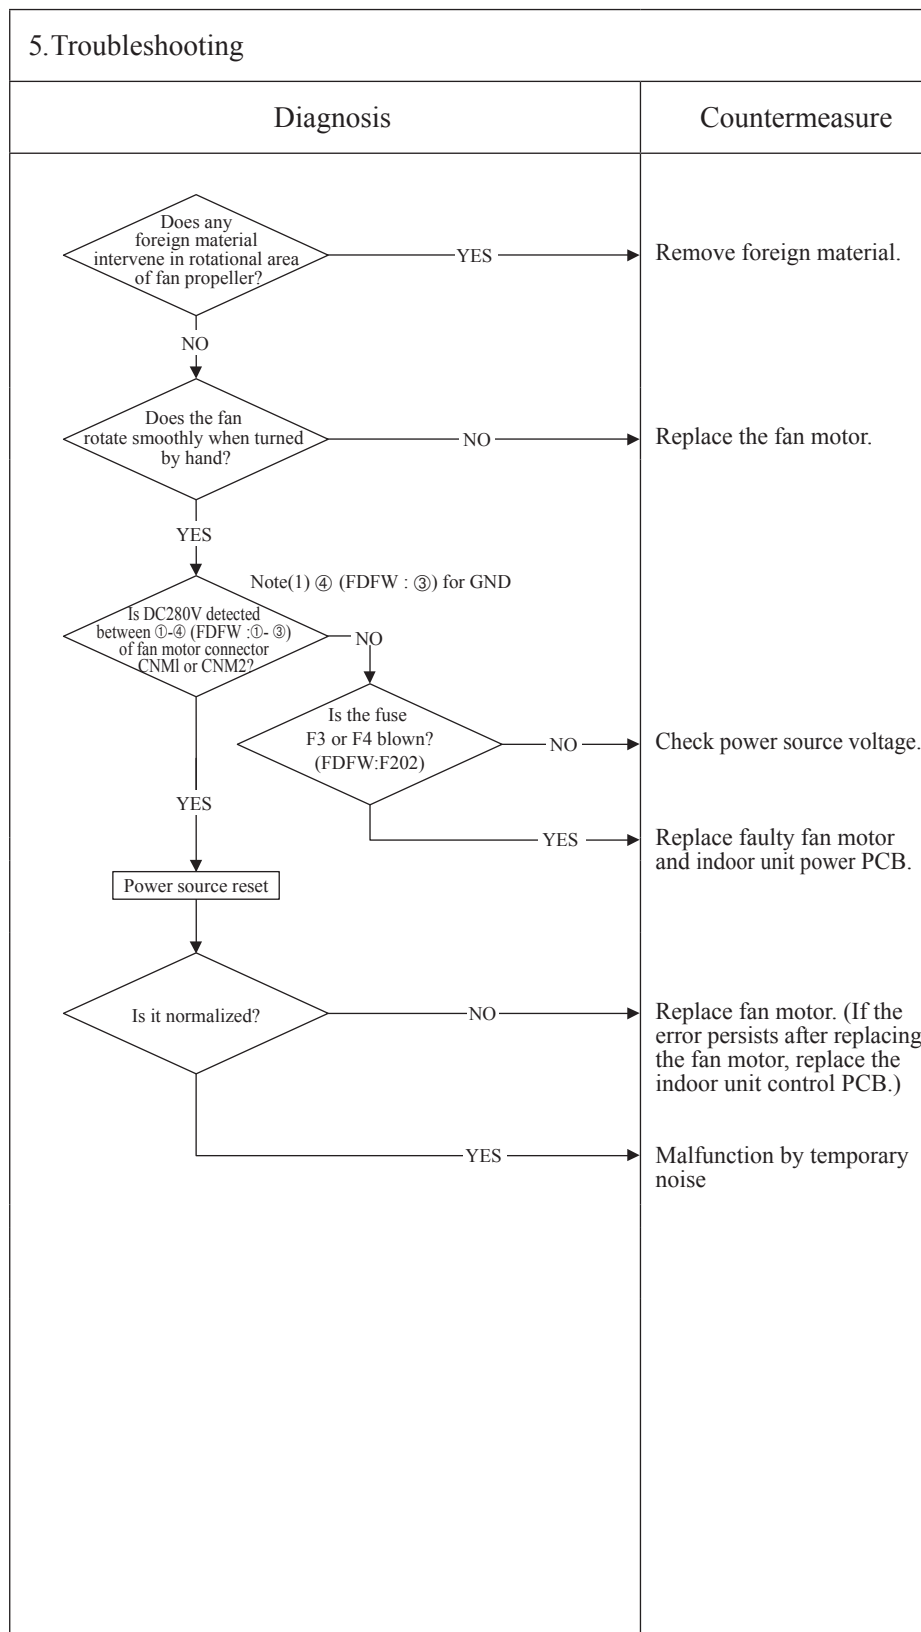 5.Troubleshooting
Diagnosis
Countermeasure
Does any
foreign material
intervene in rotational area
of fan propeller?
YES
Remove foreign material.
NO
Does the fan
rotate smoothly when turned
by hand?
NO
Replace the fan motor.
YES
Note(1) ④ (FDFW : ③) for GND
Is DC280V detected
between ①-④ (FDFW :①- ③)
of fan motor connector
CNMl or CNM2?
NO
Is the fuse
F3 or F4 blown?
(FDFW:F202)
NO
Check power source voltage.
YES
YES
Replace faulty fan motor
and indoor unit power PCB.
Power source reset
Is it normalized?
NO
Replace fan motor. (If the
error persists after replacing
the fan motor, replace the
indoor unit control PCB.)
YES
Malfunction by temporary
noise